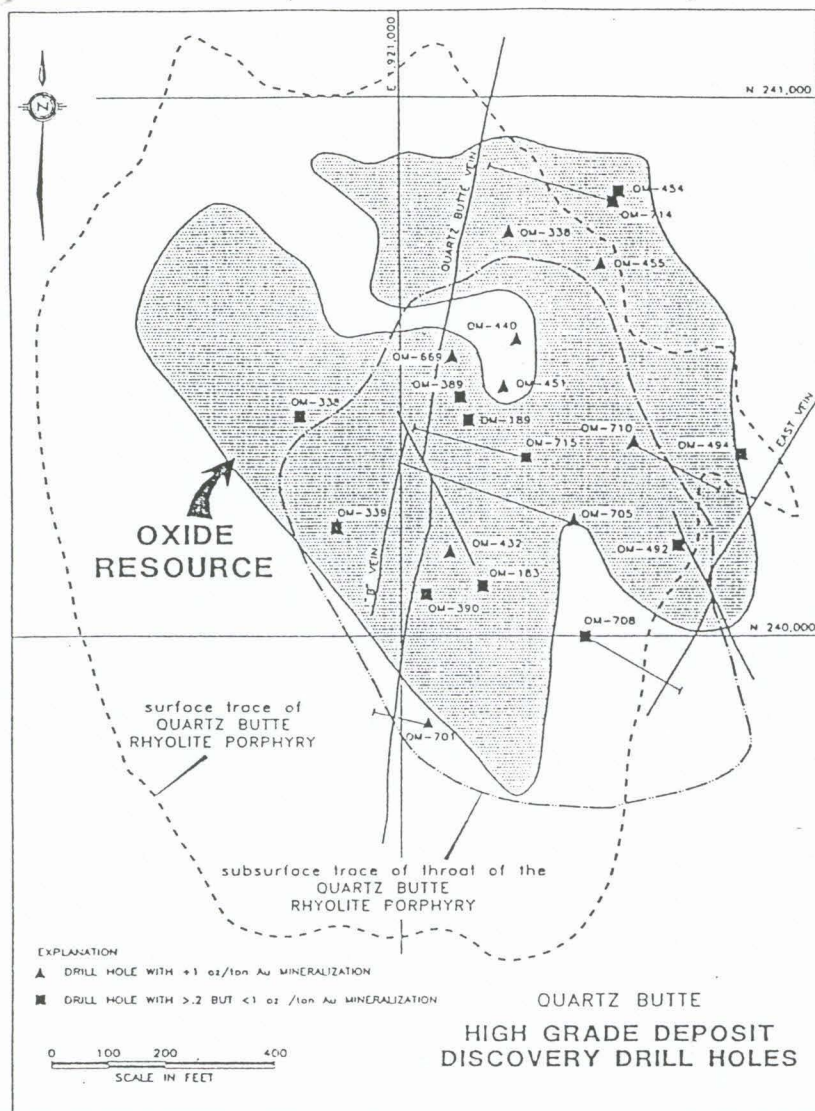 E 921,000
N 241,000
N
QUARTZ BUTTE VEIN
OM-454
OM-714
OM-338
OM-455
OM-440
OM-669
OM-451
OM-389
OM-338
OM-189
OM-710
OM-494
EAST VEIN
OM-715
OM-339
OM-705
OXIDE
RESOURCE
OM-432
OM-492
VEIN
OM-183
OM-390
OM-708
N 240,000
surface trace of
QUARTZ BUTTE
RHYOLITE PORPHYRY
OM-701
subsurface trace of throat of the
QUARTZ BUTTE
RHYOLITE PORPHYRY
EXPLANATION
DRILL HOLE WITH +1 oz/ton Au MINERALIZATION
DRILL HOLE WITH >.2 BUT <1 oz /ton Au MINERALIZATION
QUARTZ BUTTE
HIGH GRADE DEPOSIT
DISCOVERY DRILL HOLES
0 100 200 400
SCALE IN FEET